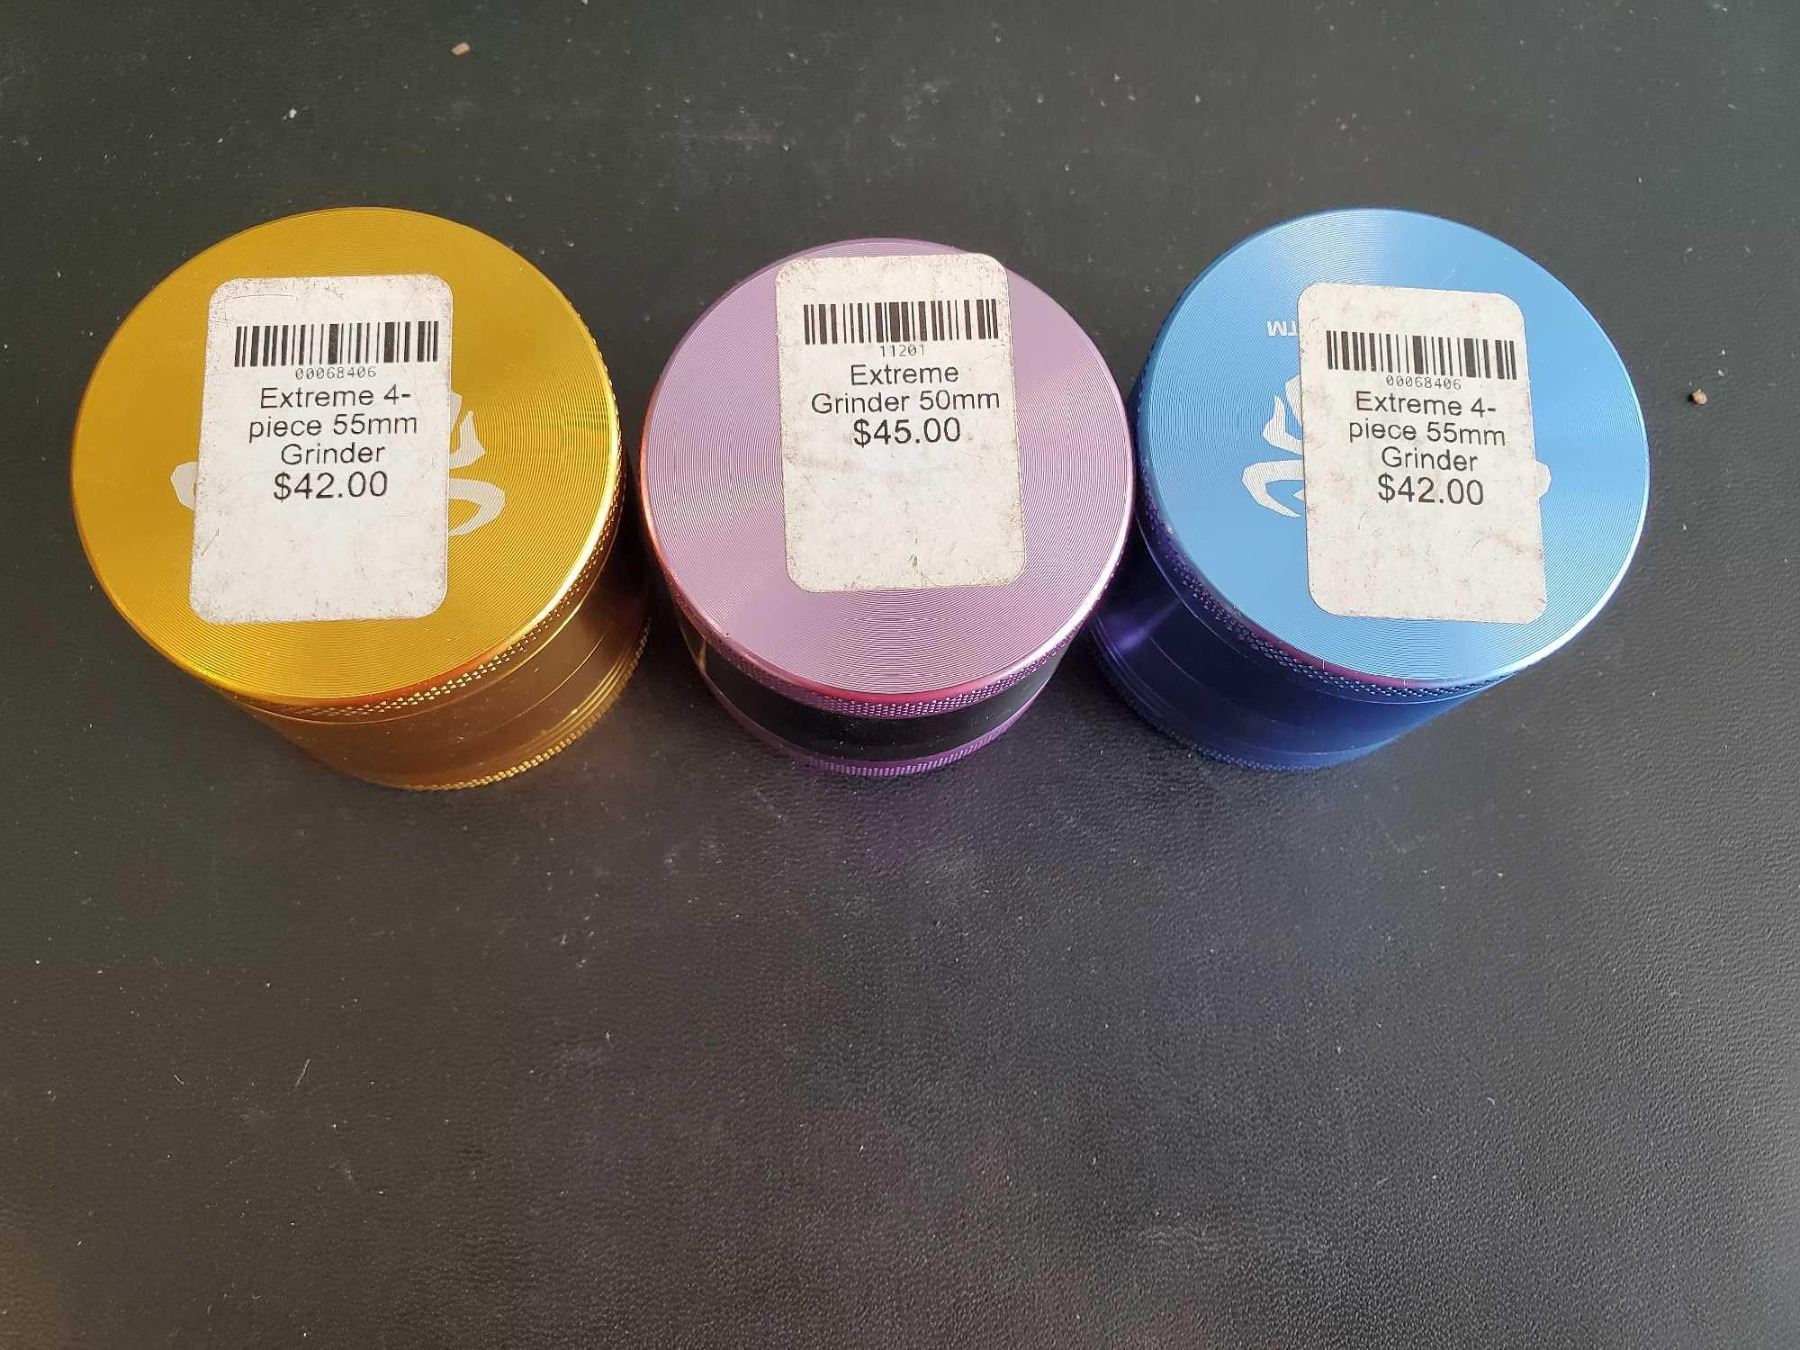 00068406
Extreme 4-
piece 55mm
Grinder
$42.00
11201
Extreme
Grinder 50mm
$45.00
TM
00068406
Extreme 4-
piece 55mm
Grinder
$42.00